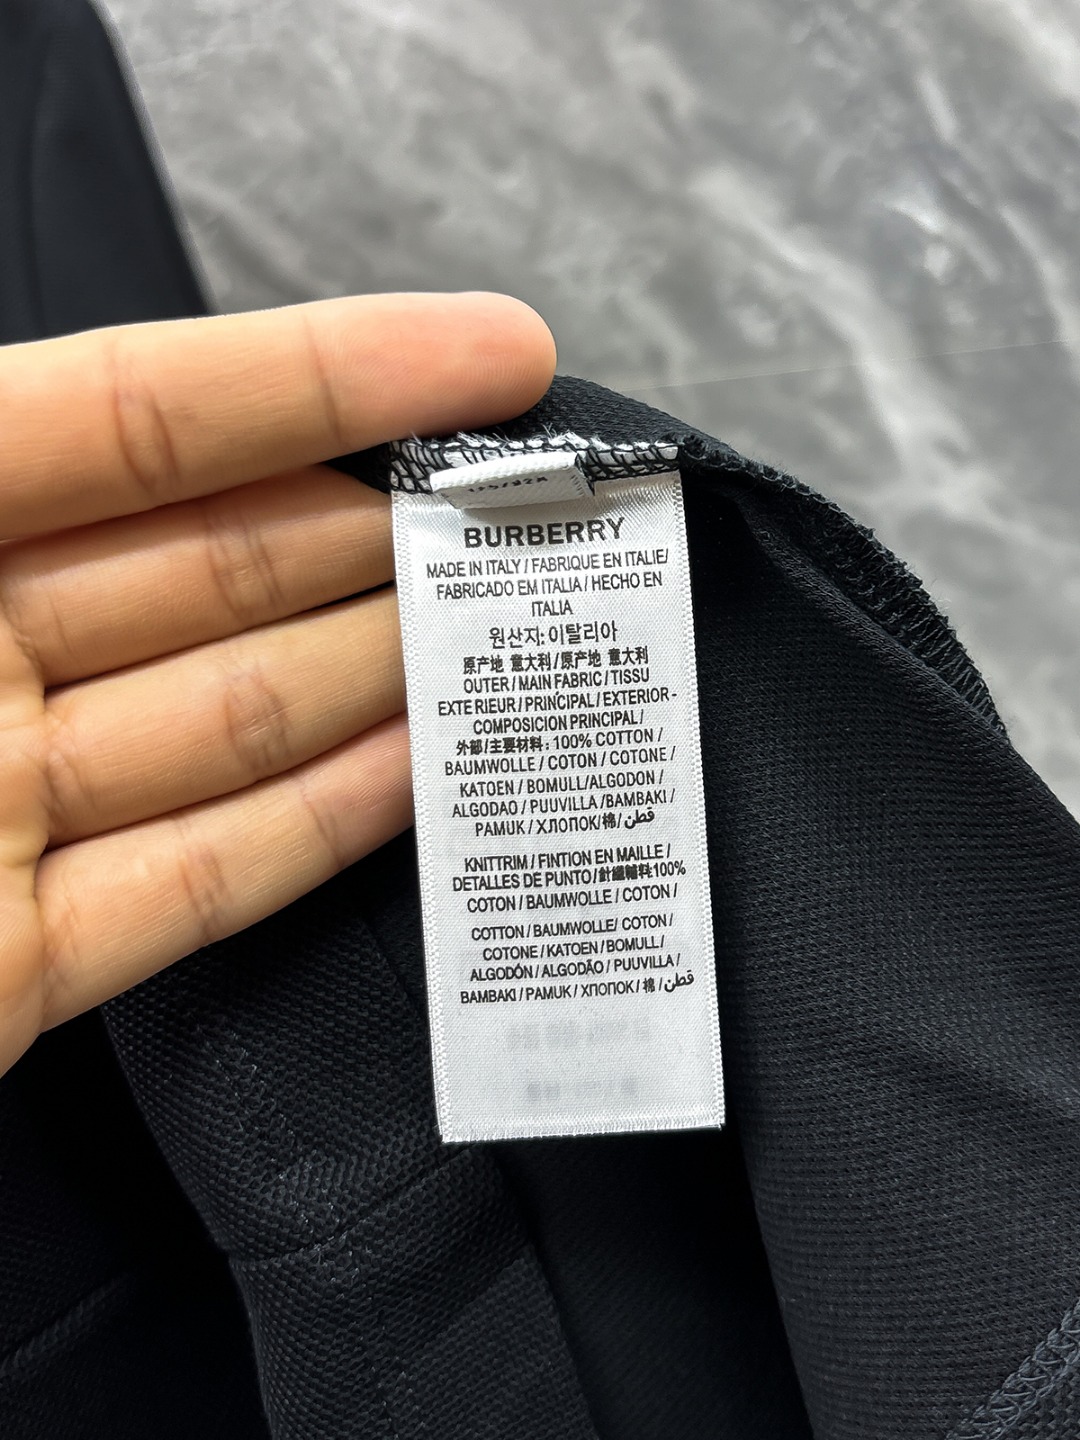 175/92A
BURBERRY
MADE IN ITALY / FABRIQUE EN ITALIE/
FABRICADO EM ITALIA / HECHO EN
ITALIA
원산지: 이탈리아
原产地 意大利 / 原产地 意大利
OUTER / MAIN FABRIC / TISSU
EXTE RIEUR / PRINCIPAL / EXTERIOR -
COMPOSICION PRINCIPAL /
外部 / 主要材料 : 100% COTTON /
BAUMWOLLE / COTON / COTONE /
KATOEN / BOMULL/ALGODON /
ALGODAO / PUUVILLA /BAMBAKI /
PAMUK / ХЛОПОК/棉/قطن
KNITTRIM / FINTION EN MAILLE /
DETALLES DE PUNTO/針織輔料100%
COTON / BAUMWOLLE / COTON /
COTTON / BAUMWOLLE/ COTON /
COTONE / KATOEN / BOMULL /
ALGODÓN / ALGODÃO / PUUVILLA /
BAMBAKI / PAMUK / ХЛОПОК / 棉 / قطن